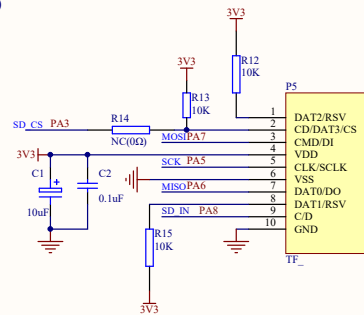 3V3
R12
10K
3V3
R13
10K
P5
R14
NC(0Ω)
SD_CS PA3
1 DAT2/RSV
2 CD/DAT3/CS
MOSI PA7 3 CMD/DI
3V3 4 VDD
SCK PA5 5 CLK/SCLK
6 VSS
MISO PA6 7 DAT0/DO
8 DAT1/RSV
SD_IN PA8 9 C/D
10 GND
C1
+
10uF
C2
0.1uF
R15
10K
3V3
TF_